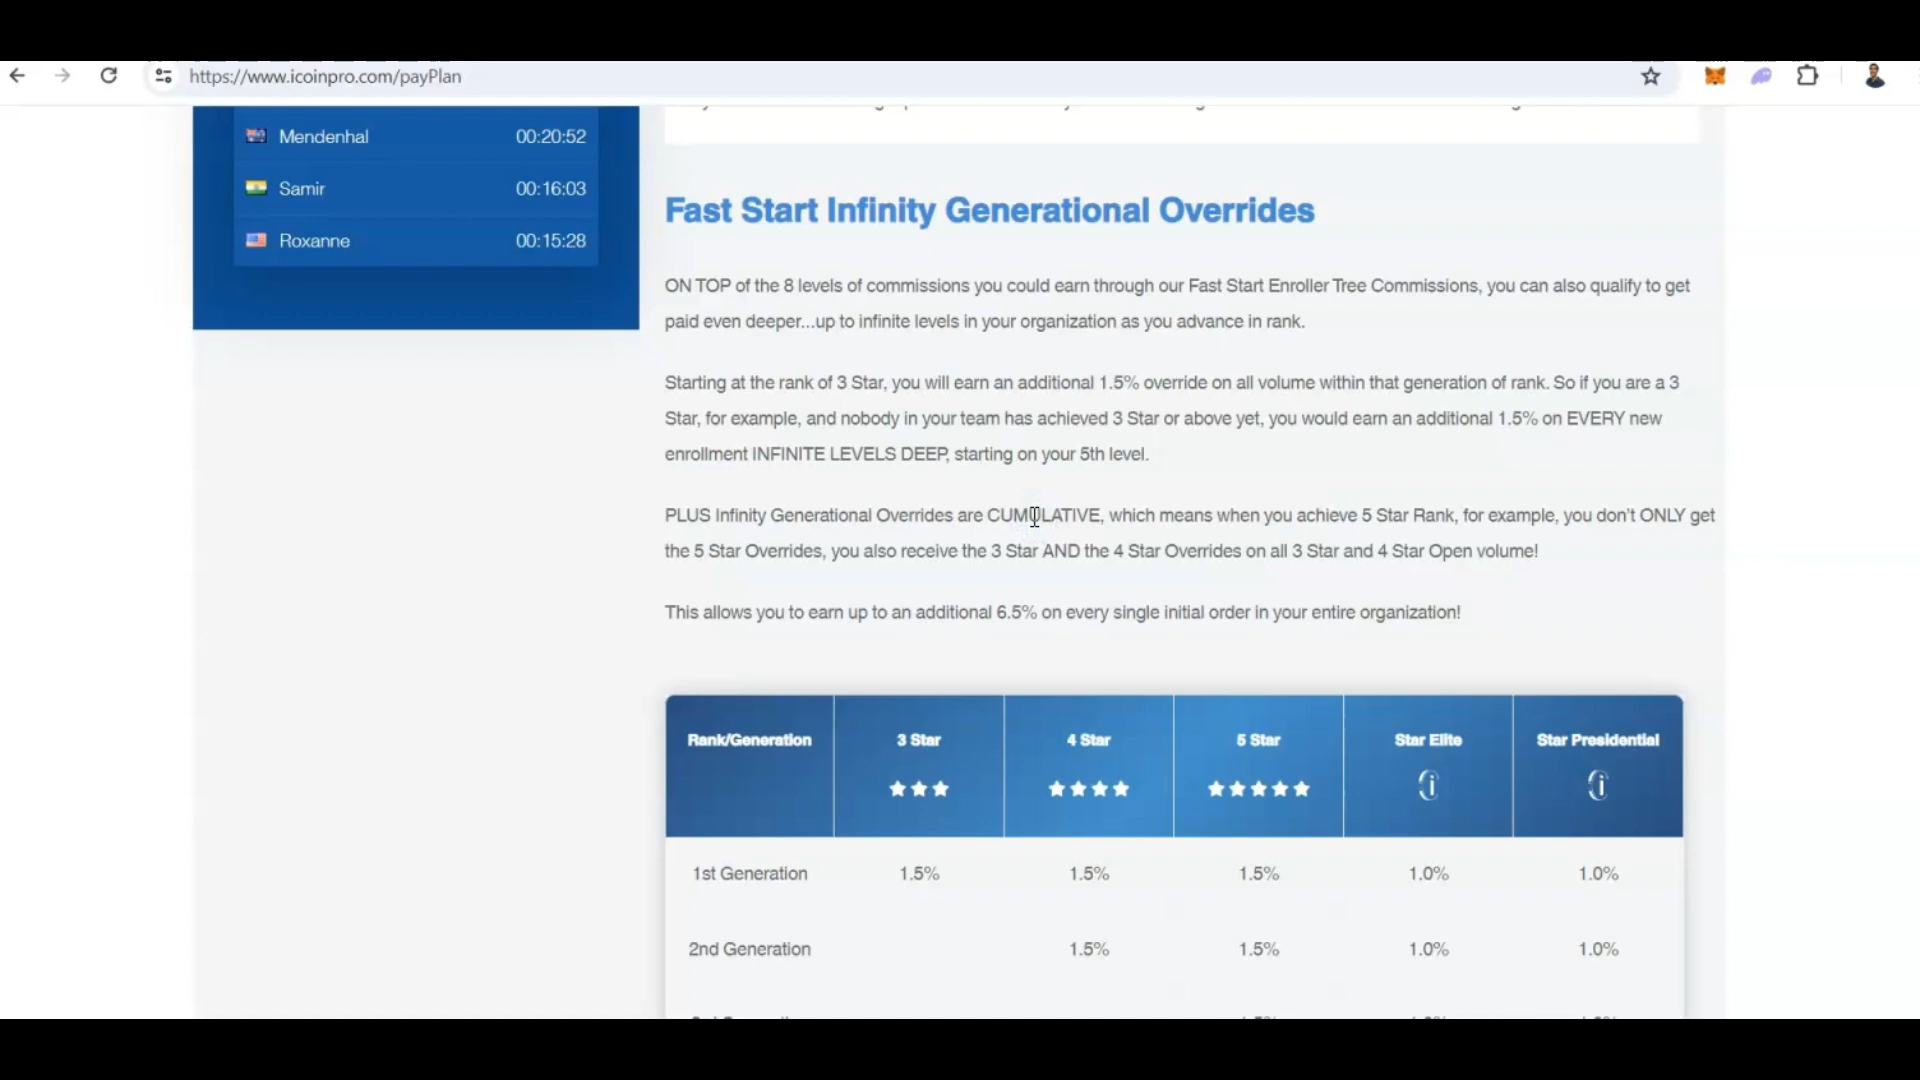 https://www.icoinpro.com/payPlan
Mendenhal 00:20:52
Samir 00:16:03
Roxanne 00:15:28
Fast Start Infinity Generational Overrides
ON TOP of the 8 levels of commissions you could earn through our Fast Start Enroller Tree Commissions, you can also qualify to get
paid even deeper...up to infinite levels in your organization as you advance in rank.
Starting at the rank of 3 Star, you will earn an additional 1.5% override on all volume within that generation of rank. So if you are a 3
Star, for example, and nobody in your team has achieved 3 Star or above yet, you would earn an additional 1.5% on EVERY new
enrollment INFINITE LEVELS DEEP, starting on your 5th level.
PLUS Infinity Generational Overrides are CUMULATIVE, which means when you achieve 5 Star Rank, for example, you don't ONLY get
the 5 Star Overrides, you also receive the 3 Star AND the 4 Star Overrides on all 3 Star and 4 Star Open volume!
This allows you to earn up to an additional 6.5% on every single initial order in your entire organization!
Rank/Generation 3 Star 4 Star 5 Star Star Elite Star Presidential
1st Generation 1.5% 1.5% 1.5% 1.0% 1.0%
2nd Generation 1.5% 1.5% 1.0% 1.0%